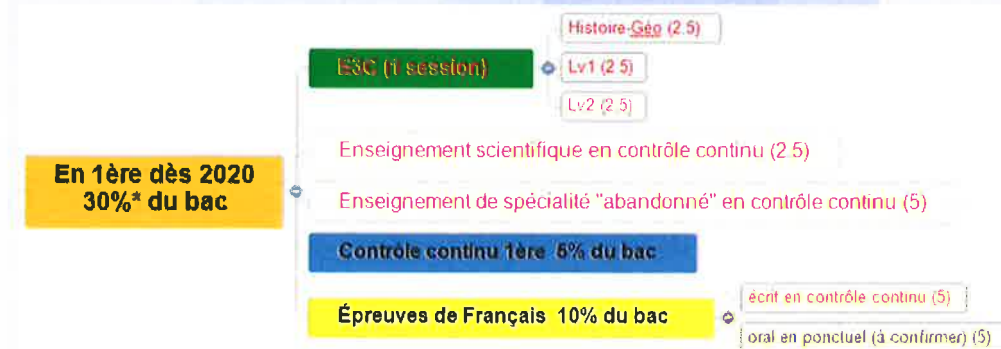 Histoire-Géo (2.5)
E3C (1 session)
Lv1 (2.5)
Lv2 (2.5)
Enseignement scientifique en contrôle continu (2.5)
En 1ère dès 2020
30%* du bac
Enseignement de spécialité "abandonné" en contrôle continu (5)
Contrôle continu 1ère 5% du bac
écrit en contrôle continu (5)
Épreuves de Français 10% du bac
oral en ponctuel (à confirmer) (5)